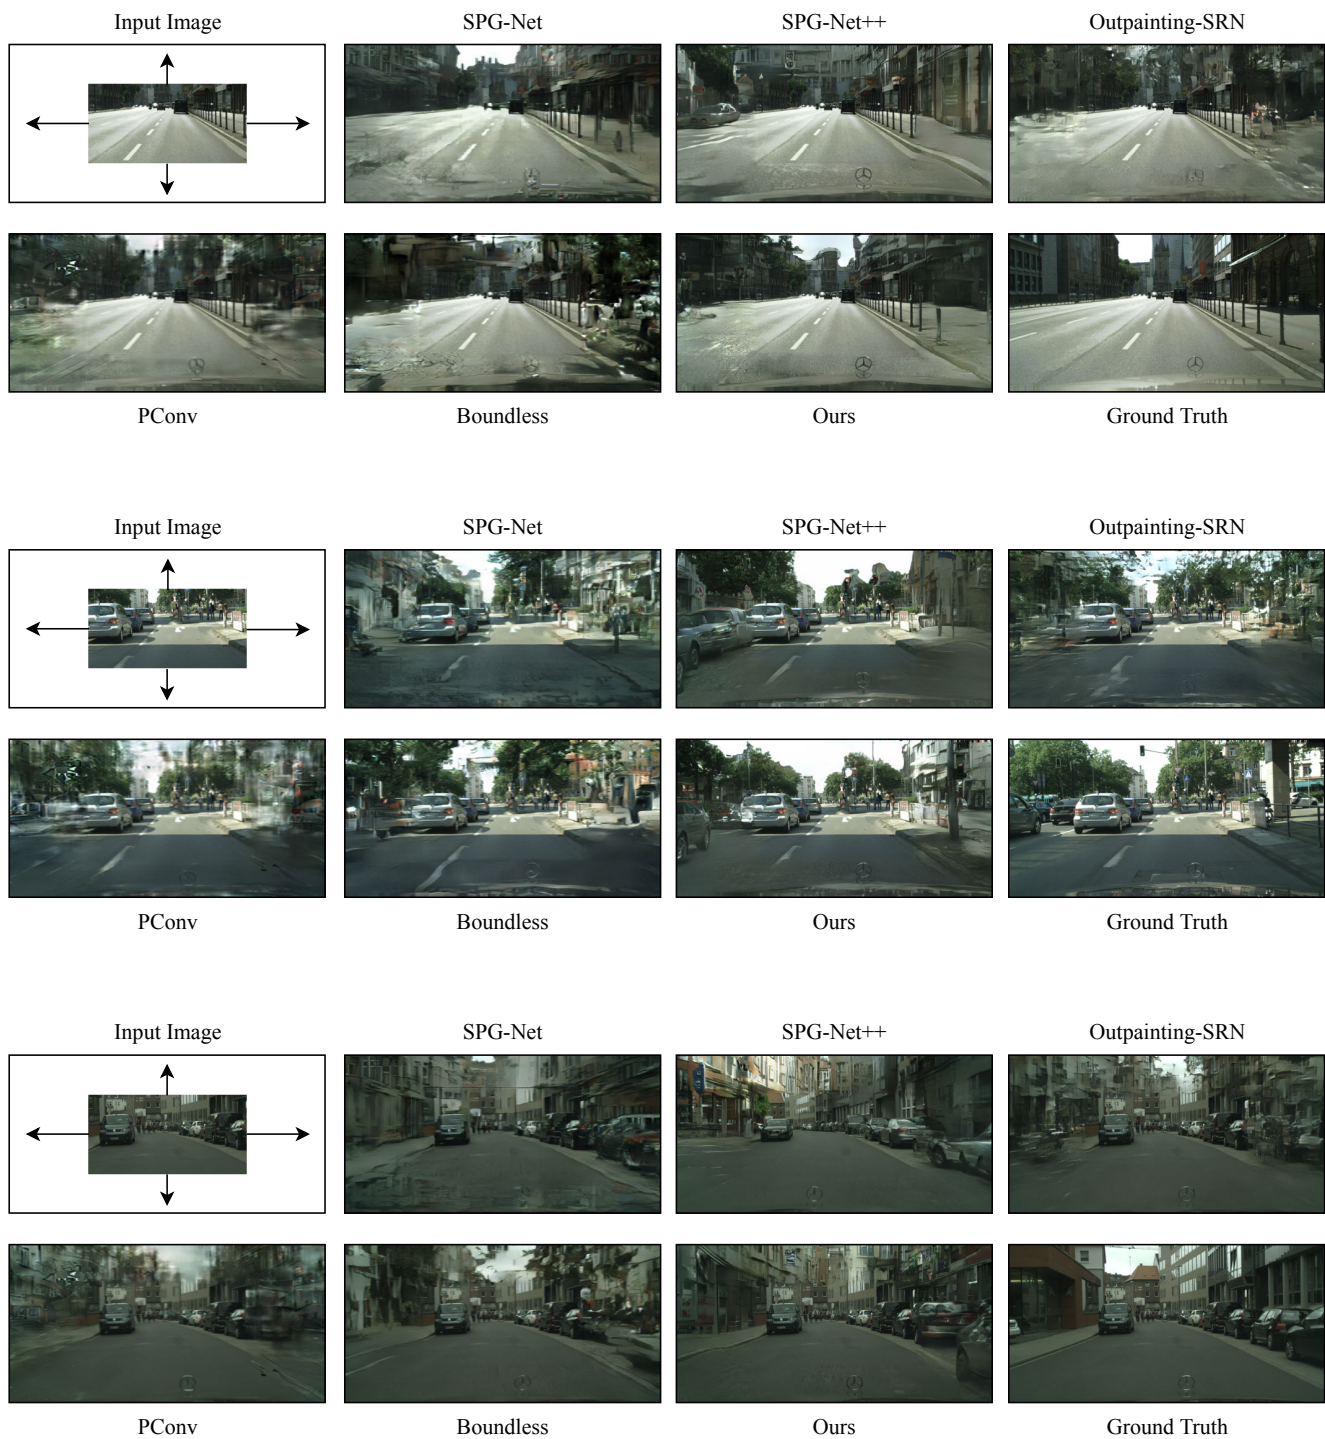 Input Image SPG-Net SPG-Net++ Outpainting-SRN
PConv Boundless Ours Ground Truth
Input Image SPG-Net SPG-Net++ Outpainting-SRN
PConv Boundless Ours Ground Truth
Input Image SPG-Net SPG-Net++ Outpainting-SRN
PConv Boundless Ours Ground Truth